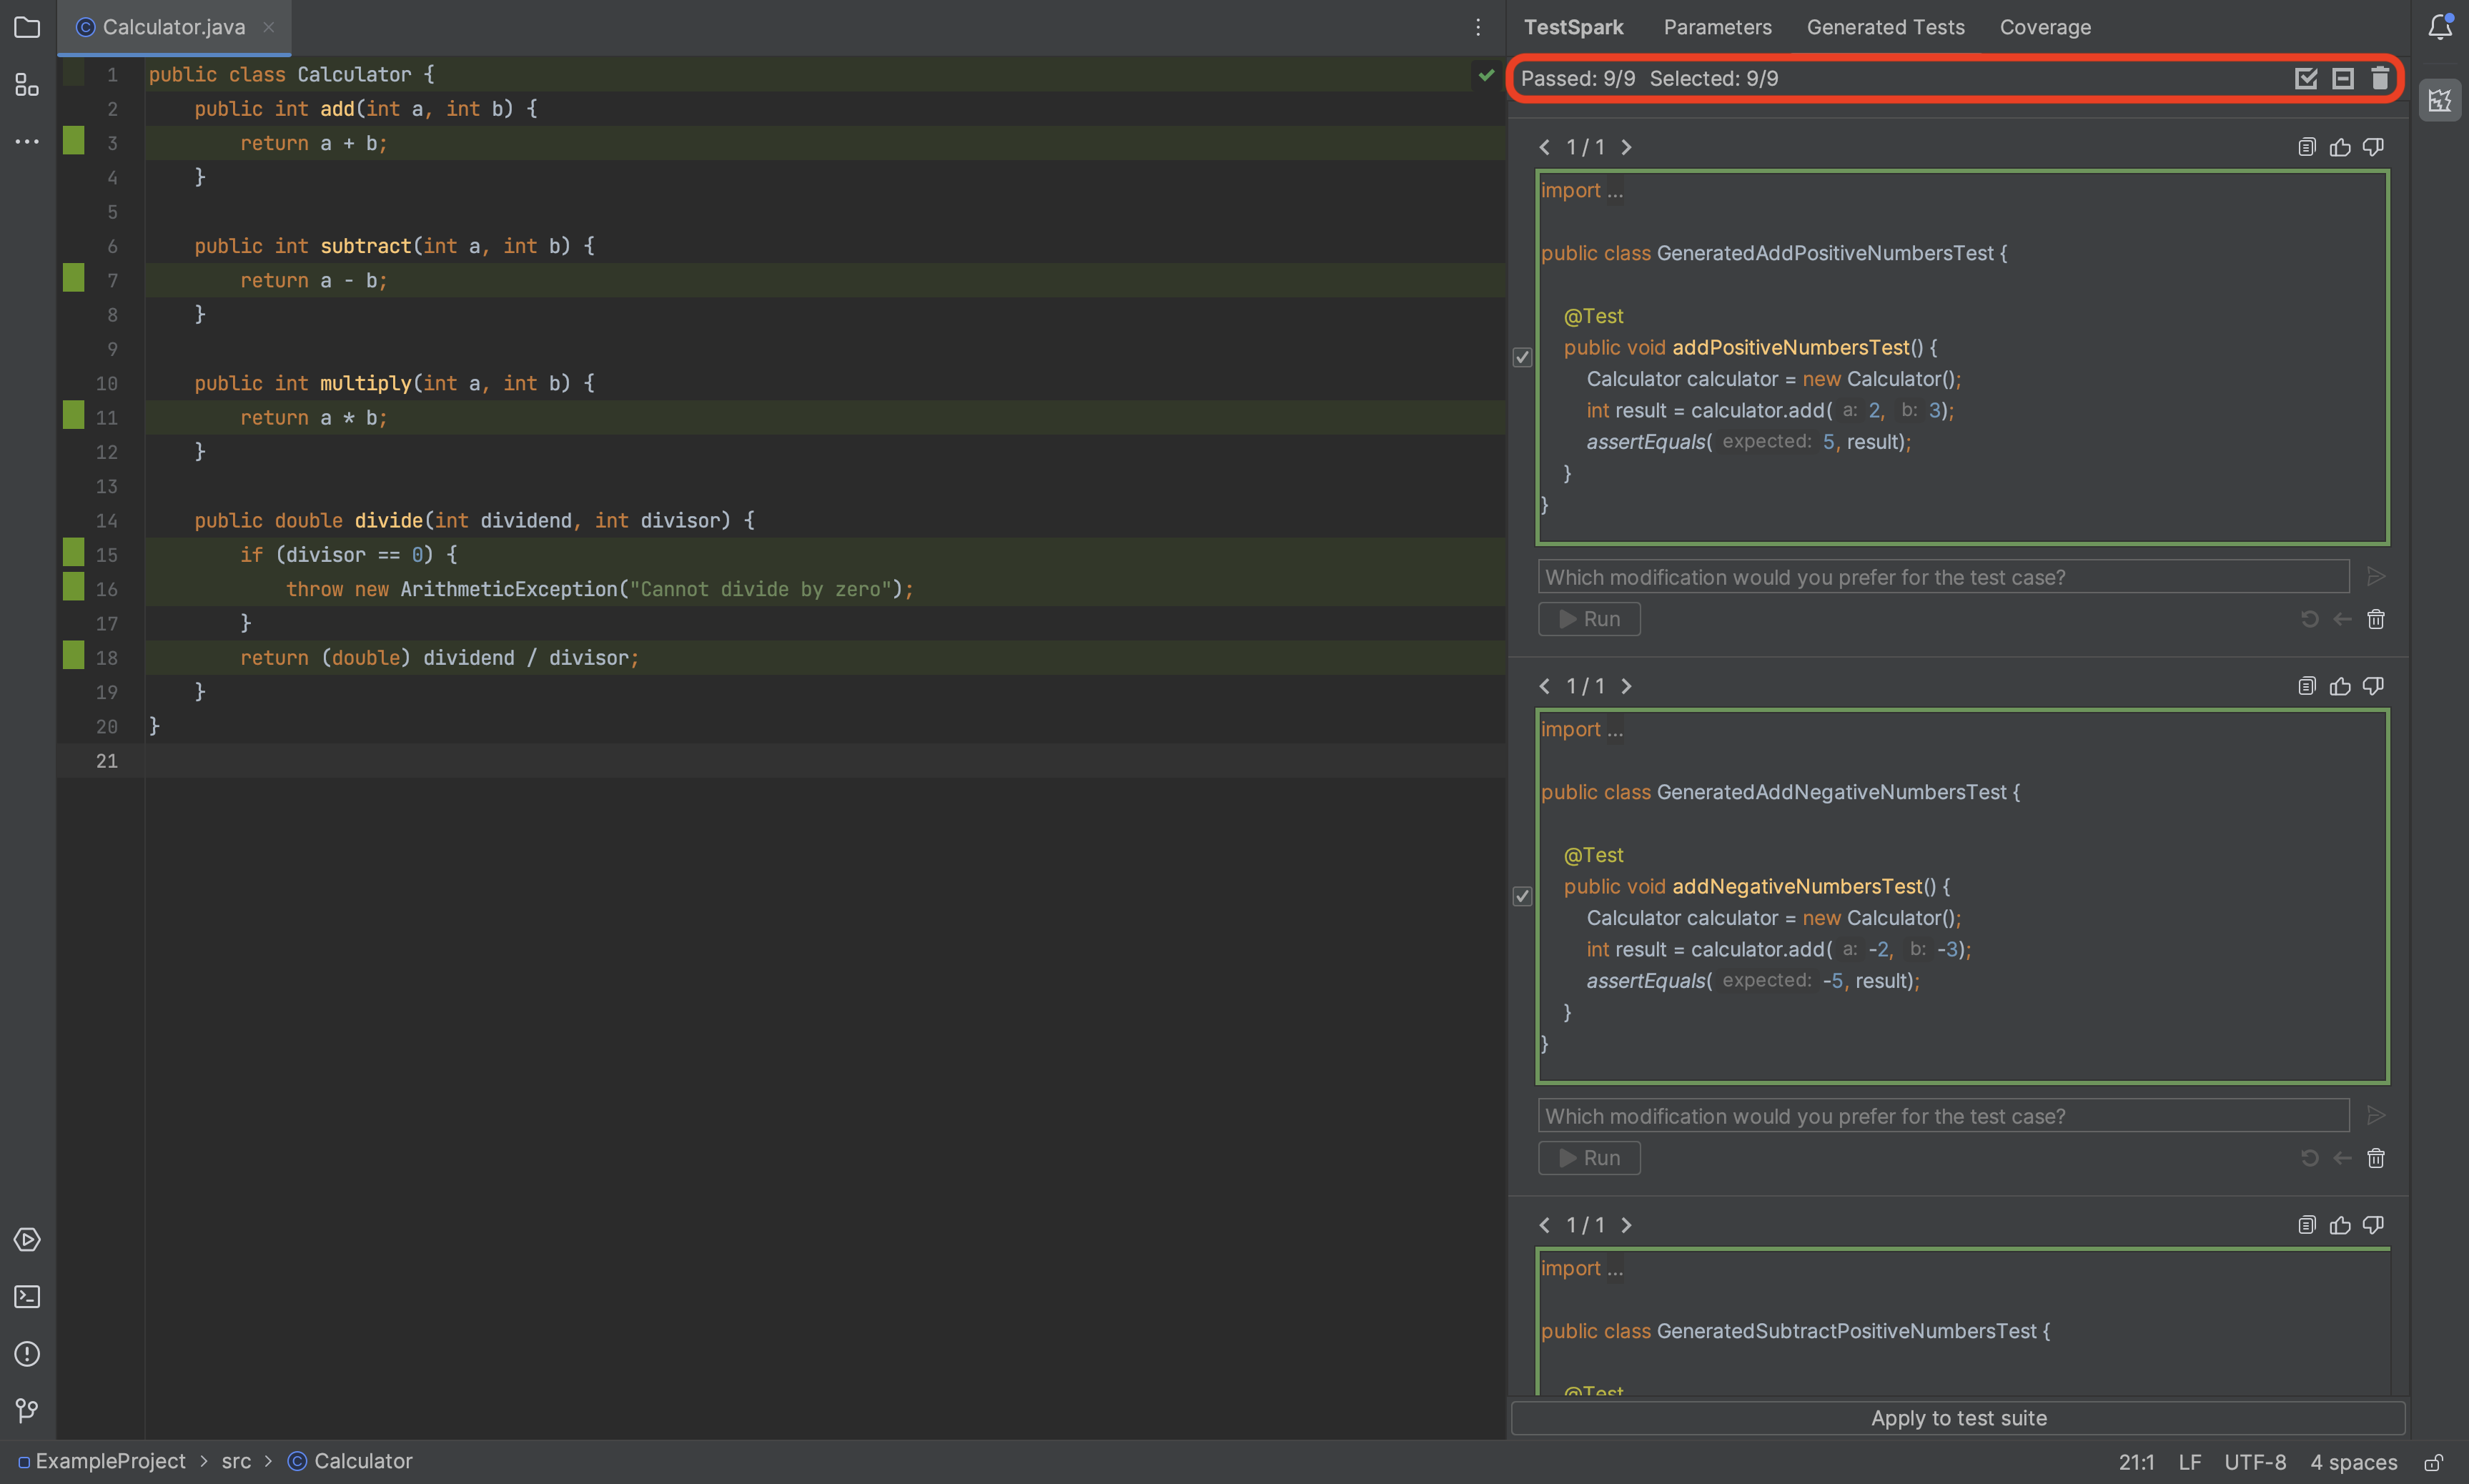 Calculator.java
TestSpark Parameters Generated Tests Coverage
1 public class Calculator {
2 public int add(int a, int b) {
3 return a + b;
4 }
5
6 public int subtract(int a, int b) {
7 return a - b;
8 }
9
10 public int multiply(int a, int b) {
11 return a * b;
12 }
13
14 public double divide(int dividend, int divisor) {
15 if (divisor == 0) {
16 throw new ArithmeticException("Cannot divide by zero");
17 }
18 return (double) dividend / divisor;
19 }
20 }
21
Passed: 9/9 Selected: 9/9
1 / 1
import ...
public class GeneratedAddPositiveNumbersTest {
@Test
public void addPositiveNumbersTest() {
Calculator calculator = new Calculator();
int result = calculator.add( a: 2, b: 3);
assertEquals( expected: 5, result);
}
}
Which modification would you prefer for the test case?
Run
1 / 1
import ...
public class GeneratedAddNegativeNumbersTest {
@Test
public void addNegativeNumbersTest() {
Calculator calculator = new Calculator();
int result = calculator.add( a: -2, b: -3);
assertEquals( expected: -5, result);
}
}
Which modification would you prefer for the test case?
Run
1 / 1
import ...
public class GeneratedSubtractPositiveNumbersTest {
@Test
Apply to test suite
ExampleProject > src > Calculator
21:1 LF UTF-8 4 spaces